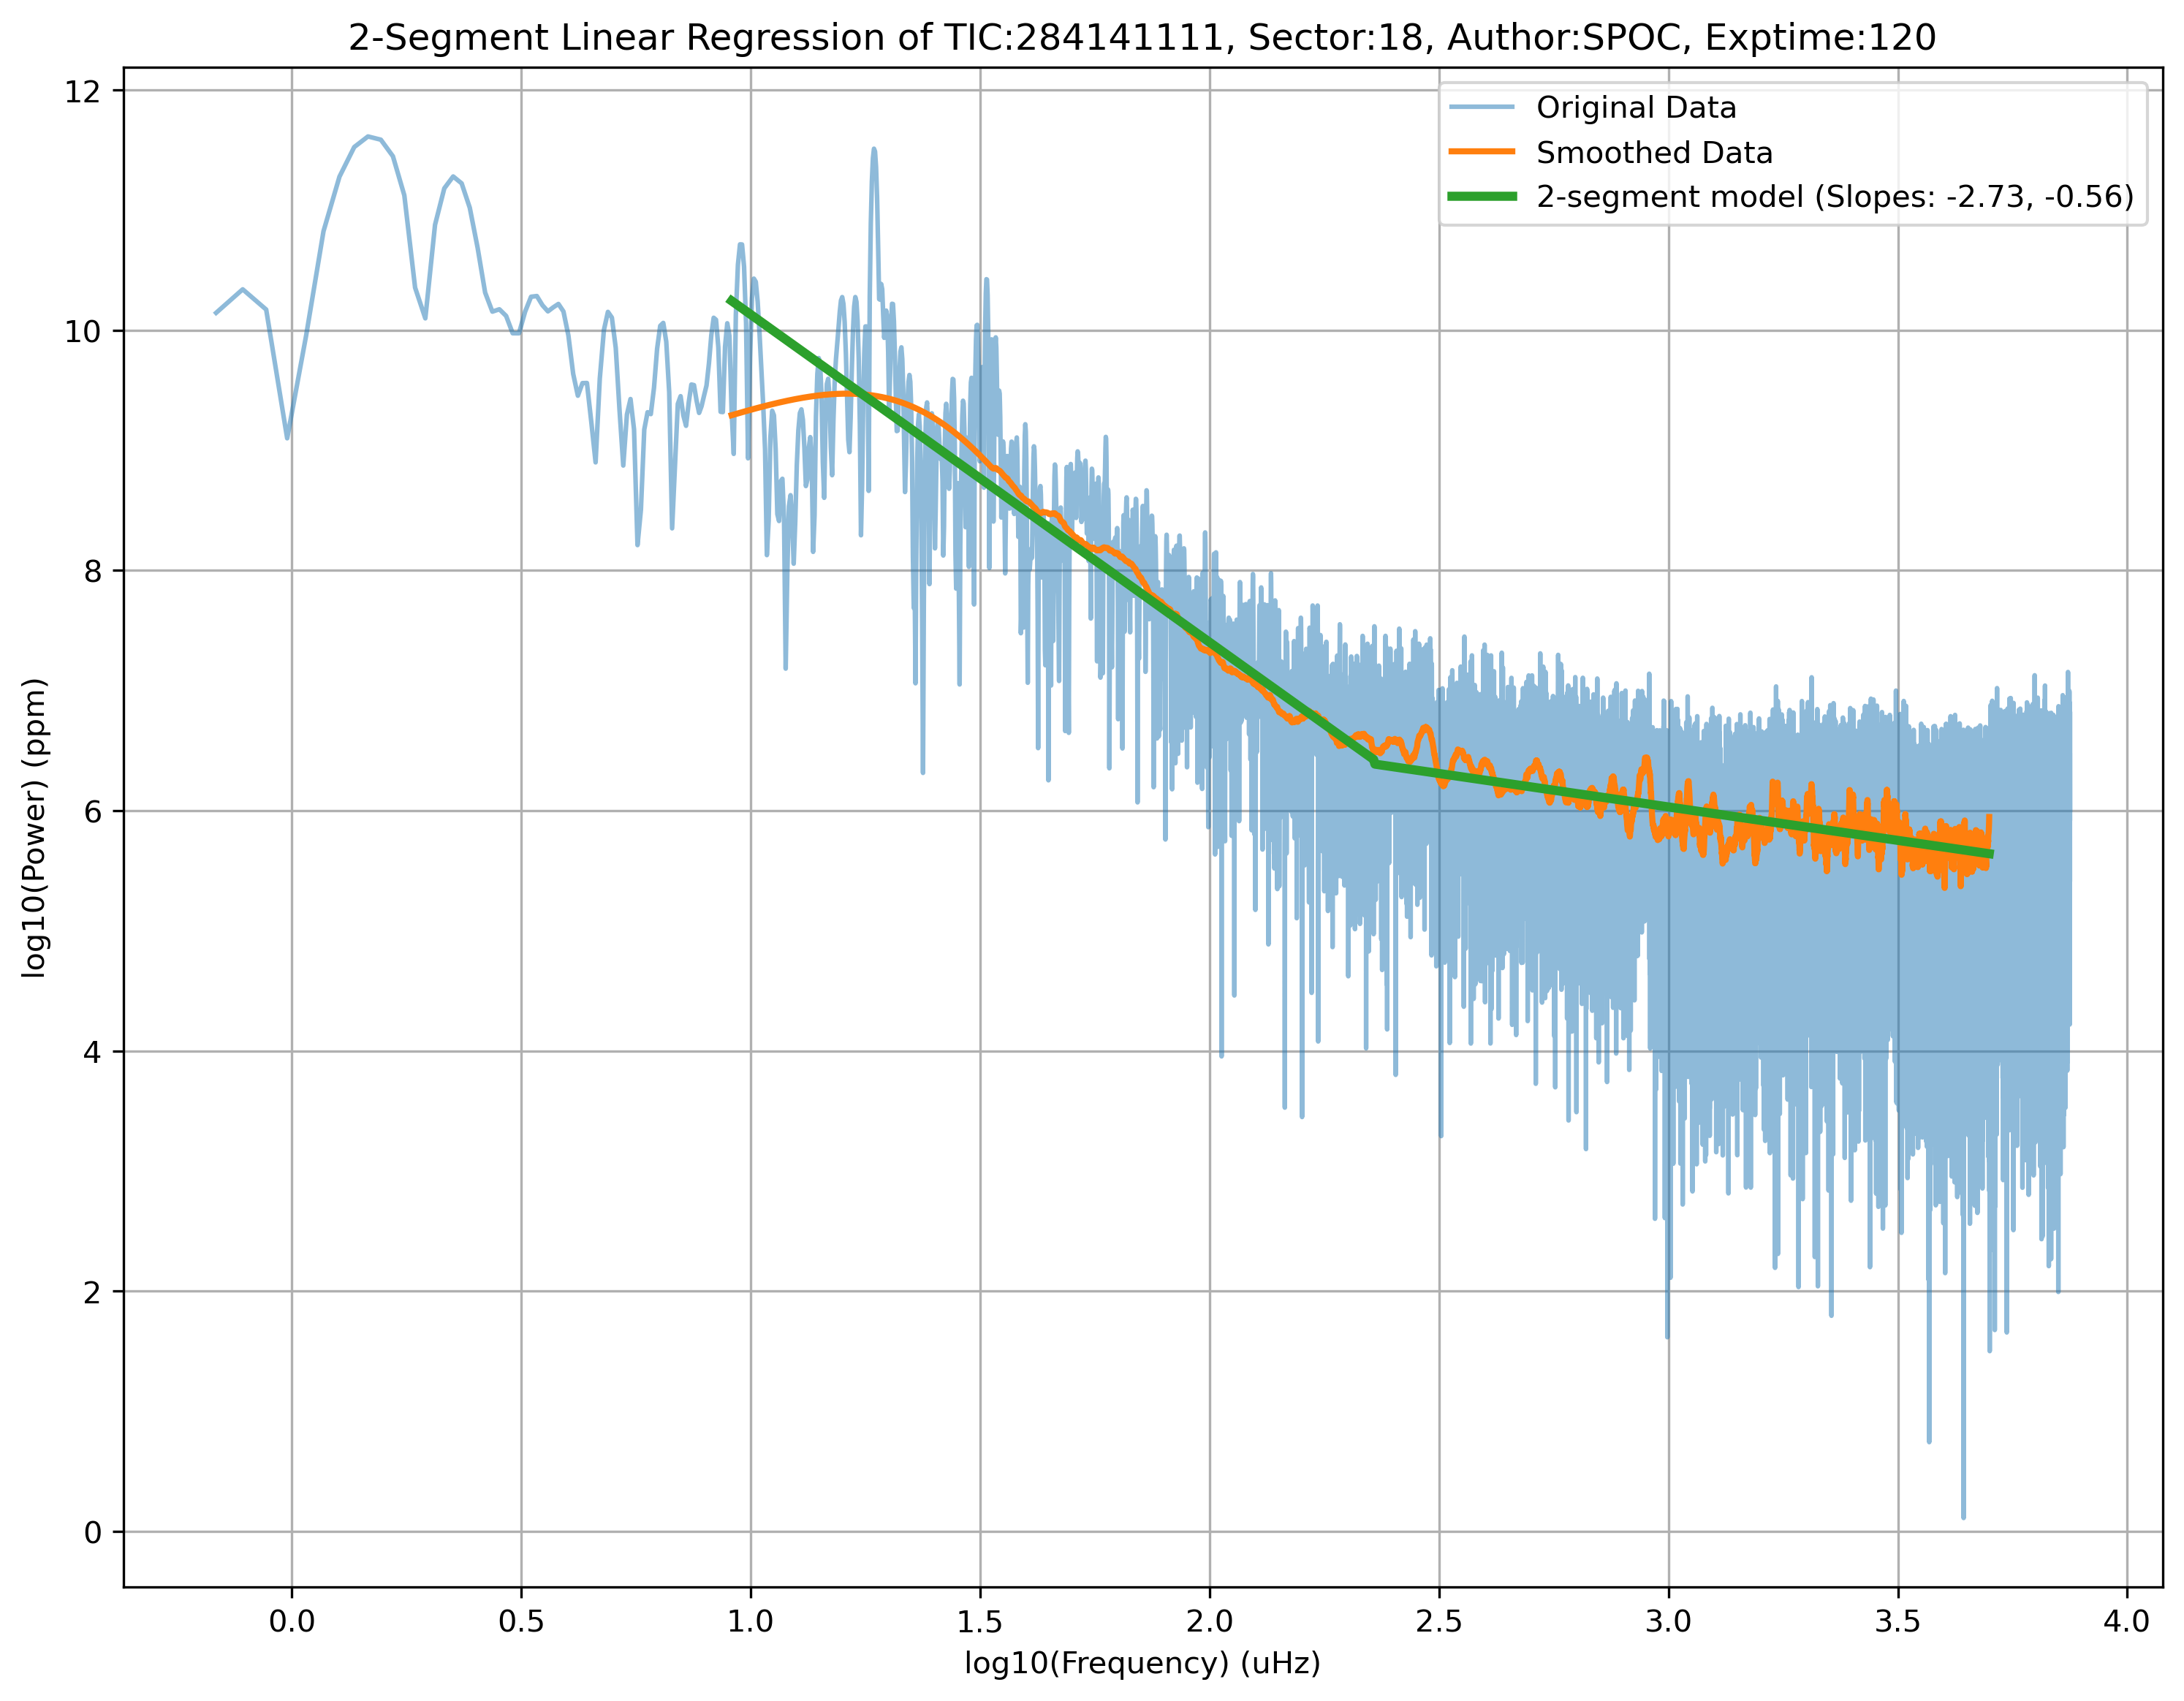 2-Segment Linear Regression of TIC:284141111, Sector:18, Author:SPOC, Exptime:120
Original Data
Smoothed Data
2-segment model (Slopes: -2.73, -0.56)
log10(Power) (ppm)
12
10
8
6
4
2
0
0.0 0.5 1.0 1.5 2.0 2.5 3.0 3.5 4.0
log10(Frequency) (uHz)